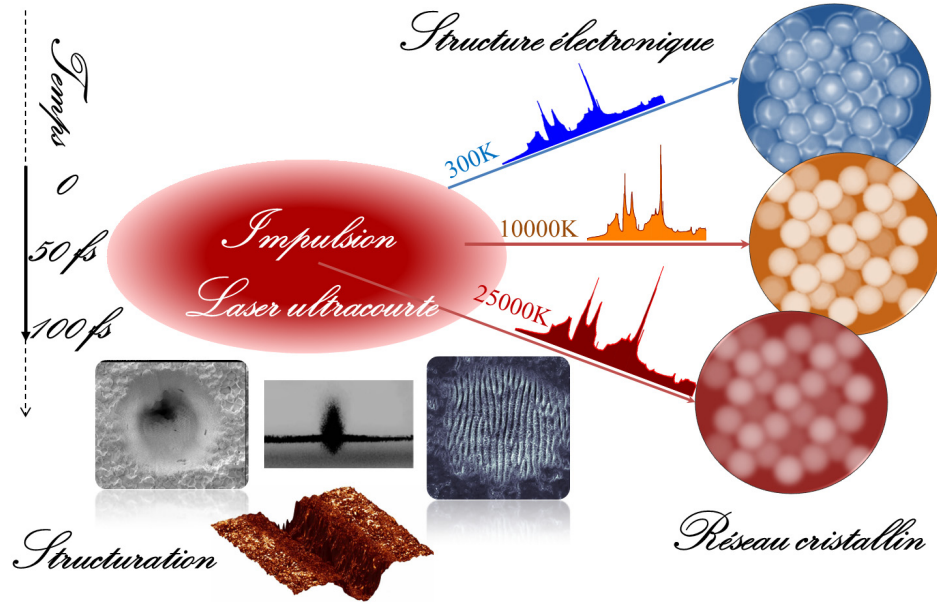 Structure électronique
Temps
0
50 fs
100 fs
300K
10000K
25000K
Impulsion
Laser ultracourte
Structuration
Réseau cristallin